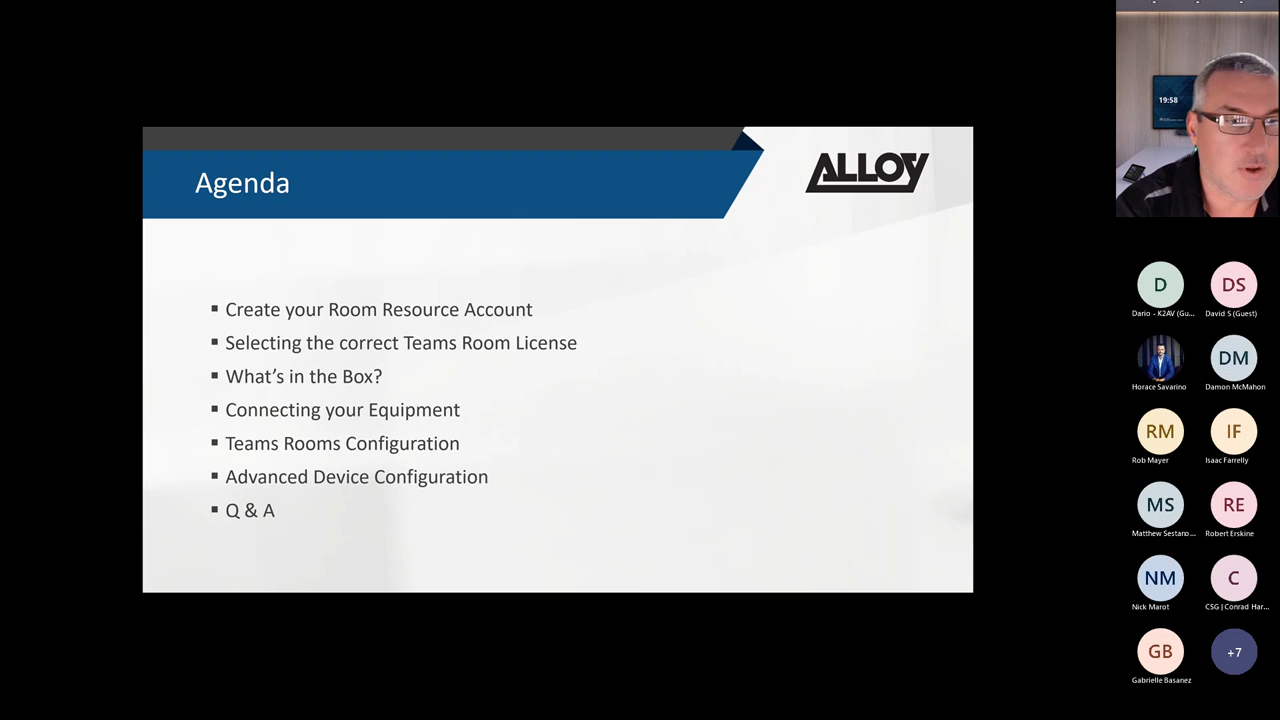 Agenda
ALLOY
▪ Create your Room Resource Account
▪ Selecting the correct Teams Room License
▪ What's in the Box?
▪ Connecting your Equipment
▪ Teams Rooms Configuration
▪ Advanced Device Configuration
▪ Q & A
19:58
D
DS
Dario - K2AV (Gu...
David S (Guest)
DM
Horace Savarino
Damon McMahon
RM
IF
Rob Mayer
Isaac Farrelly
MS
RE
Matthew Sestano...
Robert Erskine
NM
C
Nick Marot
CSG | Conrad Har...
GB
+7
Gabrielle Basanez